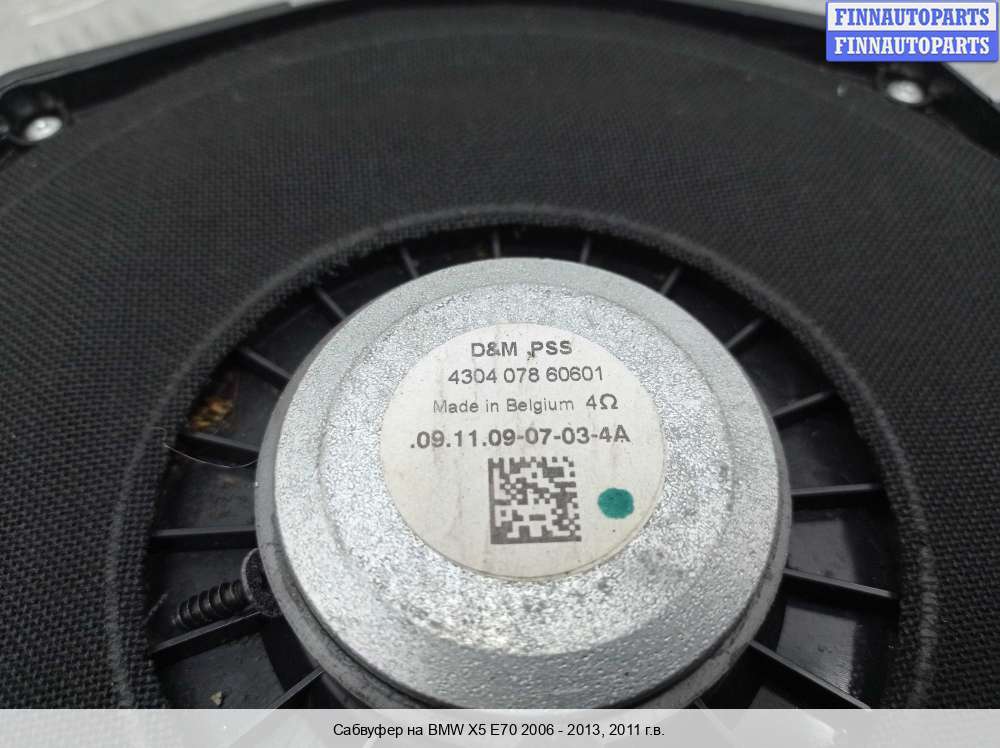 FINNAUTOPARTS
FINNAUTOPARTS
D&M PSS
4304 078 60601
Made in Belgium 4Ω
.09.11.09-07-03-4A
Сабвуфер на BMW X5 E70 2006 - 2013, 2011 г.в.